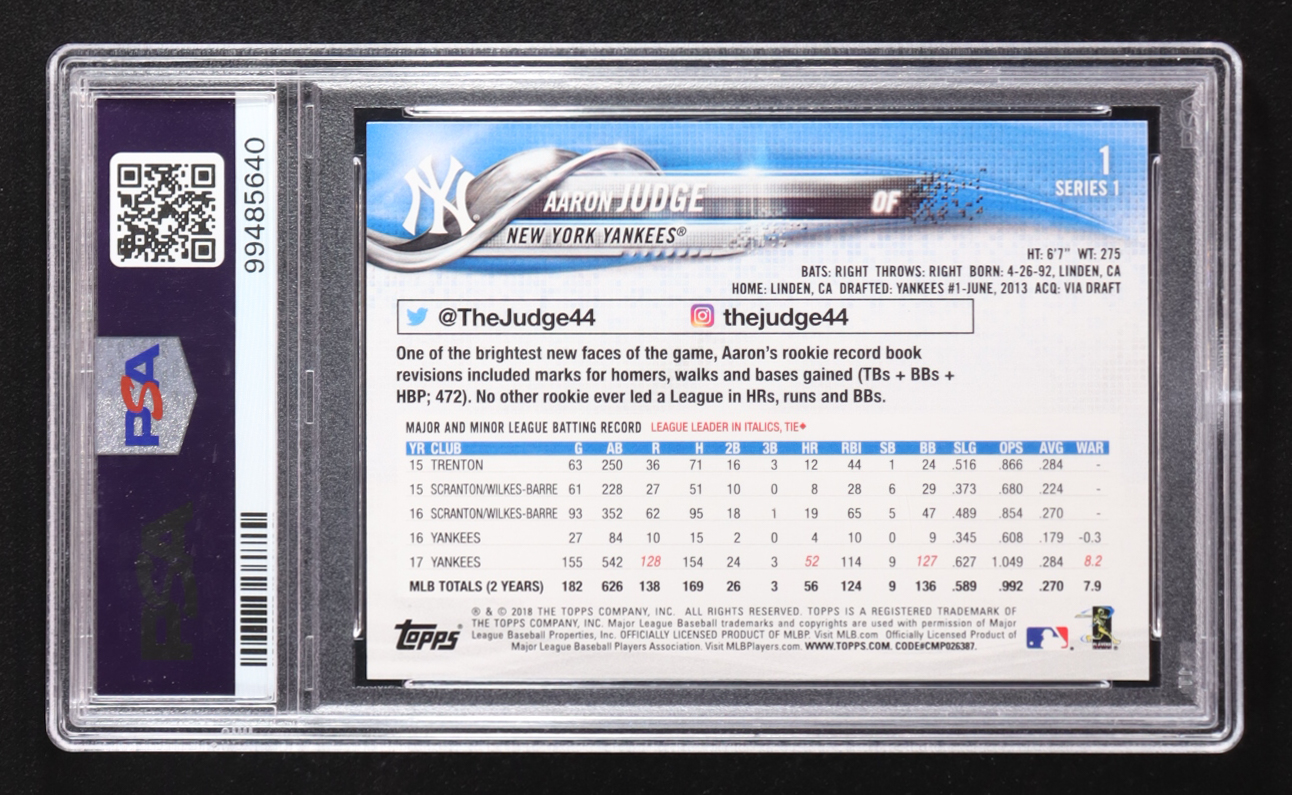 99485640
PSA
PSA
NY
AARON JUDGE
OF
1
SERIES 1
NEW YORK YANKEES®
HT: 6'7" WT: 275
BATS: RIGHT THROWS: RIGHT BORN: 4-26-92, LINDEN, CA
HOME: LINDEN, CA DRAFTED: YANKEES #1-JUNE, 2013 ACQ: VIA DRAFT
@TheJudge44 thejudge44
One of the brightest new faces of the game, Aaron's rookie record book
revisions included marks for homers, walks and bases gained (TBs + BBs +
HBP; 472). No other rookie ever led a League in HRs, runs and BBs.
MAJOR AND MINOR LEAGUE BATTING RECORD LEAGUE LEADER IN ITALICS, TIE◆
YR CLUB G AB R H 2B 3B HR RBI SB BB SLG OPS AVG WAR
15 TRENTON 63 250 36 71 16 3 12 44 1 24 .516 .866 .284 -
15 SCRANTON/WILKES-BARRE 61 228 27 51 10 0 8 28 6 29 .373 .680 .224 -
16 SCRANTON/WILKES-BARRE 93 352 62 95 18 1 19 65 5 47 .489 .854 .270 -
16 YANKEES 27 84 10 15 2 0 4 10 0 9 .345 .608 .179 -0.3
17 YANKEES 155 542 128 154 24 3 52 114 9 127 .627 1.049 .284 8.2
MLB TOTALS (2 YEARS) 182 626 138 169 26 3 56 124 9 136 .589 .992 .270 7.9
® & © 2018 THE TOPPS COMPANY, INC. ALL RIGHTS RESERVED. TOPPS IS A REGISTERED TRADEMARK OF
THE TOPPS COMPANY, INC. Major League Baseball trademarks and copyrights are used with permission of Major
League Baseball Properties, Inc. OFFICIALLY LICENSED PRODUCT OF MLBP. Visit MLB.com Officially Licensed Product of
Major League Baseball Players Association. Visit MLBPlayers.com. WWW.TOPPS.COM. CODE#CMP026387.
Topps®